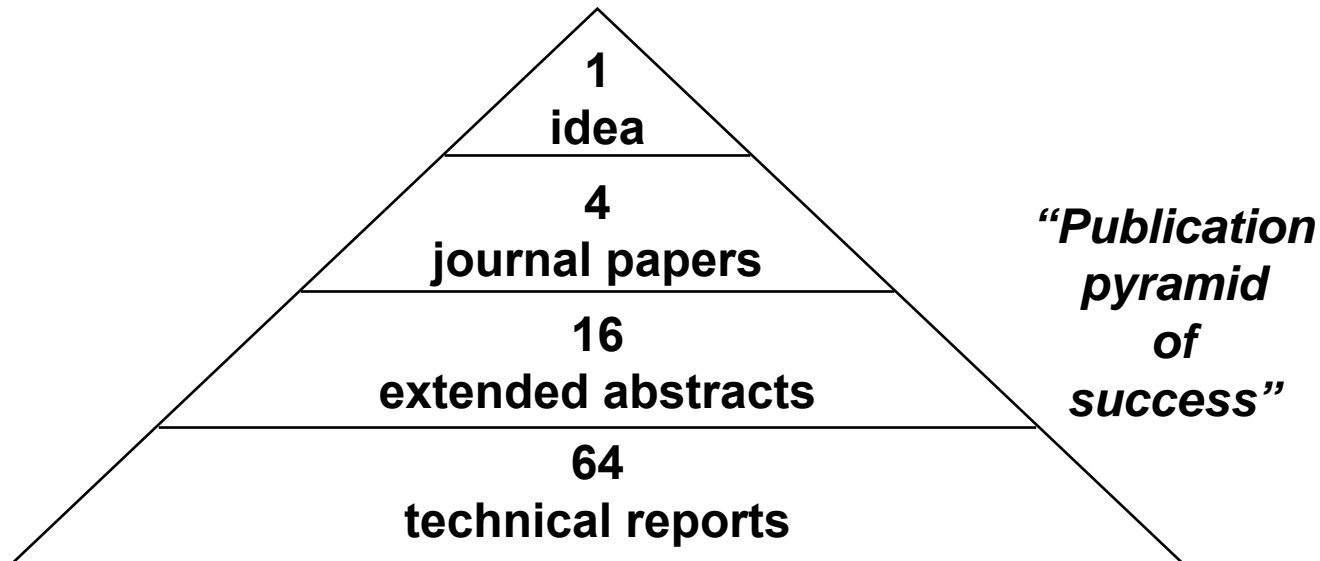 1
idea
4
journal papers
16
extended abstracts
64
technical reports
“Publication
pyramid
of
success”